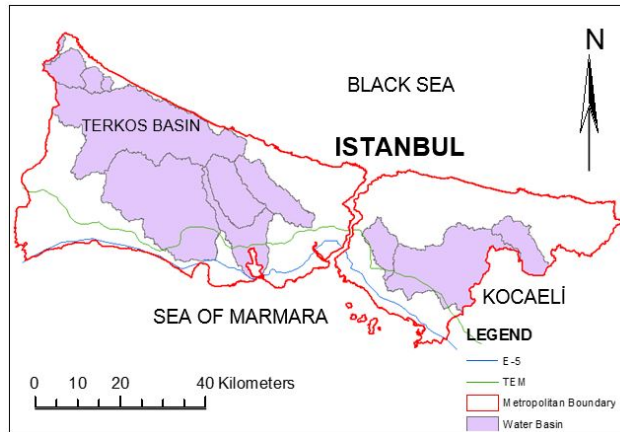 N
BLACK SEA
TERKOS BASIN
ISTANBUL
KOCAELİ
SEA OF MARMARA
LEGEND
E-5
TEM
Metropolitan Boundary
Water Basin
0 10 20 40 Kilometers